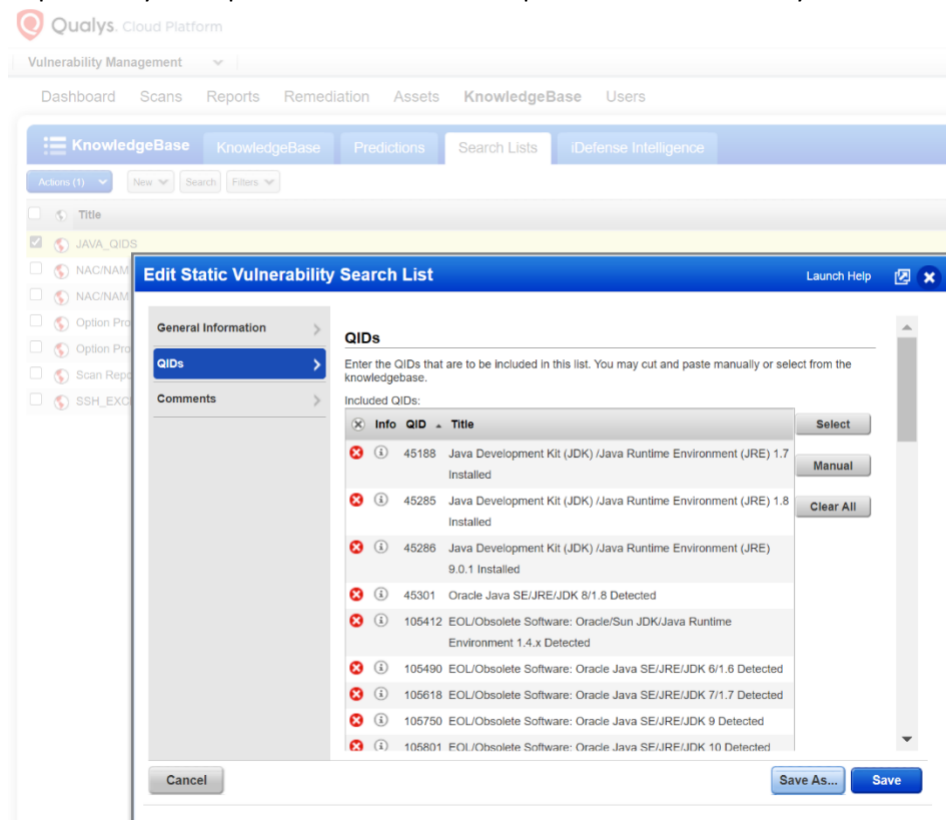 Qualys. Cloud Platform
Vulnerability Management
Dashboard Scans Reports Remediation Assets KnowledgeBase Users
KnowledgeBase KnowledgeBase Predictions Search Lists iDefense Intelligence
Actions (1) New Search Filters
Title
JAVA_QIDS
NAC/NAM
NAC/NAM
Option Pro
Option Pro
Scan Repo
SSH_EXC
Edit Static Vulnerability Search List Launch Help
General Information
QIDs
Comments
QIDs
Enter the QIDs that are to be included in this list. You may cut and paste manually or select from the
knowledgebase.
Included QIDs:
Info QID Title
45188 Java Development Kit (JDK) /Java Runtime Environment (JRE) 1.7
Installed
45285 Java Development Kit (JDK) /Java Runtime Environment (JRE) 1.8
Installed
45286 Java Development Kit (JDK) /Java Runtime Environment (JRE)
9.0.1 Installed
45301 Oracle Java SE/JRE/JDK 8/1.8 Detected
105412 EOL/Obsolete Software: Oracle/Sun JDK/Java Runtime
Environment 1.4.x Detected
105490 EOL/Obsolete Software: Oracle Java SE/JRE/JDK 6/1.6 Detected
105618 EOL/Obsolete Software: Oracle Java SE/JRE/JDK 7/1.7 Detected
105750 EOL/Obsolete Software: Oracle Java SE/JRE/JDK 9 Detected
105801 EOL/Obsolete Software: Oracle Java SE/JRE/JDK 10 Detected
Select
Manual
Clear All
Cancel
Save As...
Save